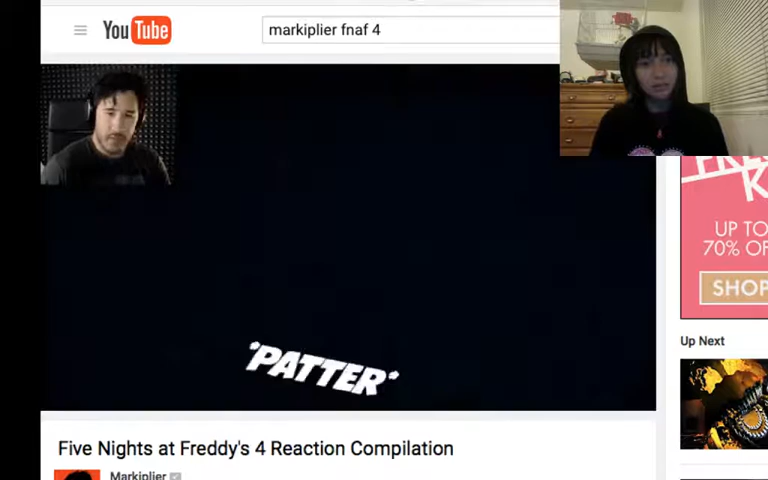 YouTube
markiplier fnaf 4
*PATTER*
UP TO
70% OF
SHOP
Up Next
Five Nights at Freddy's 4 Reaction Compilation
Markiplier